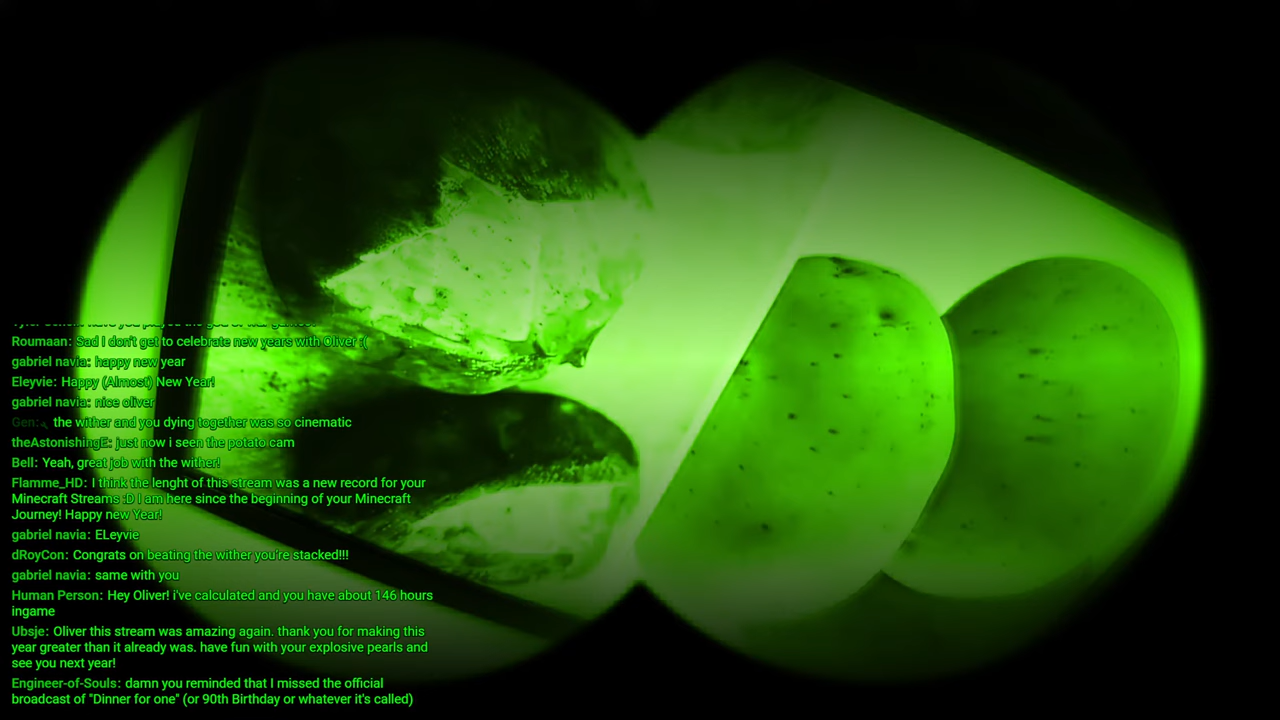 Roumaan: Sad I don't get to celebrate new years with Oliver :(
gabriel navia: happy new year
Eleyvie: Happy (Almost) New Year!
gabriel navia: nice oliver
Gen: the wither and you dying together was so cinematic
theAstonishingE: just now i seen the potato cam
Bell: Yeah, great job with the wither!
Flamme_HD: I think the lenght of this stream was a new record for your
Minecraft Streams :D I am here since the beginning of your Minecraft
Journey! Happy new Year!
gabriel navia: ELeyvie
dRoyCon: Congrats on beating the wither you're stacked!!!
gabriel navia: same with you
Human Person: Hey Oliver! i've calculated and you have about 146 hours
ingame
Ubsje: Oliver this stream was amazing again. thank you for making this
year greater than it already was. have fun with your explosive pearls and
see you next year!
Engineer-of-Souls: damn you reminded that I missed the official
broadcast of "Dinner for one" (or 90th Birthday or whatever it's called)